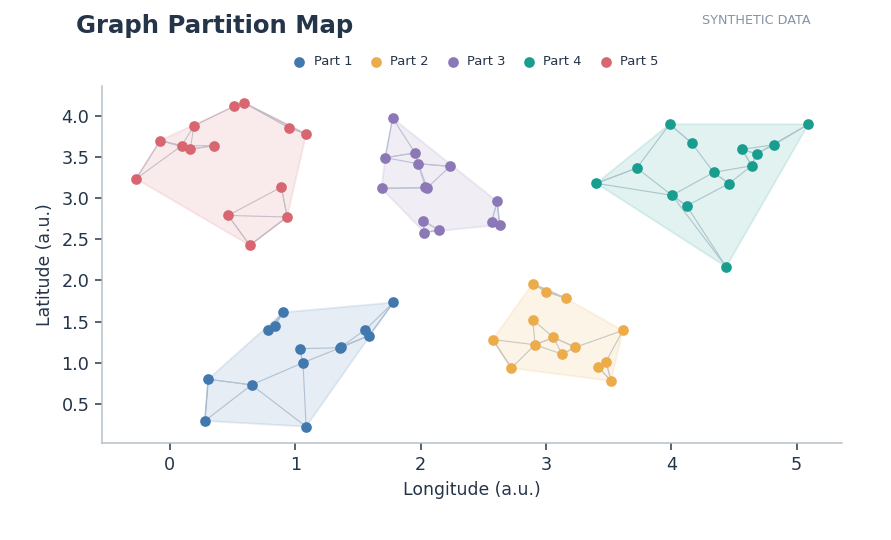 Graph Partition Map
SYNTHETIC DATA
Part 1 Part 2 Part 3 Part 4 Part 5
4.0
3.5
3.0
2.5
2.0
1.5
1.0
0.5
Latitude (a.u.)
0 1 2 3 4 5
Longitude (a.u.)